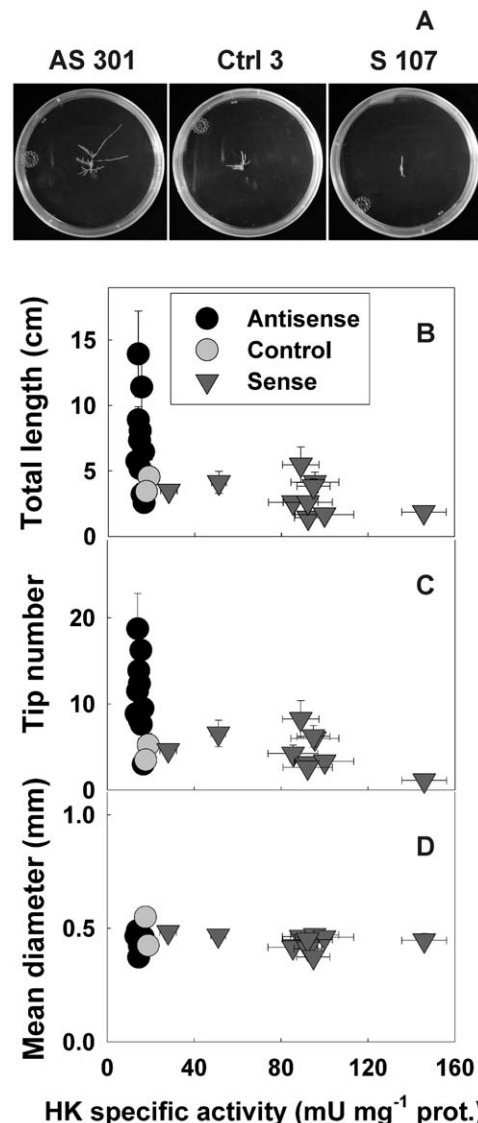 A
AS 301 Ctrl 3 S 107
B
Total length (cm)
15
10
5
0
Antisense
Control
Sense
C
Tip number
20
10
0
D
Mean diameter (mm)
1.0
0.5
0.0
0 40 80 120 160
HK specific activity (mU mg⁻¹ prot.)